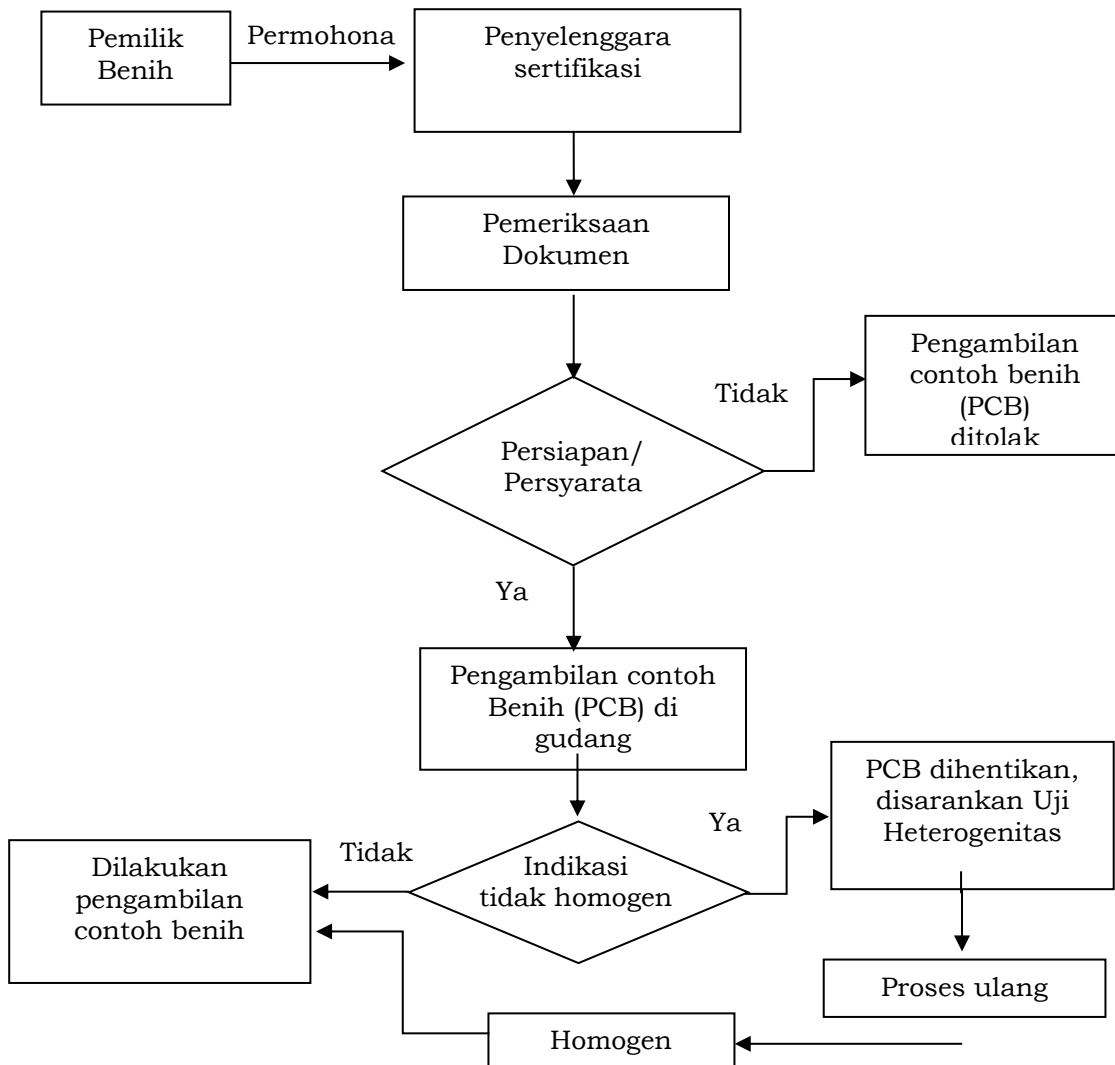 Pemilik
Benih
Permohona
Penyelenggara
sertifikasi
Pemeriksaan
Dokumen
Persiapan/
Persyarata
Tidak
Pengambilan
contoh benih
(PCB)
ditolak
Ya
Pengambilan contoh
Benih (PCB) di
gudang
Indikasi
tidak homogen
Ya
PCB dihentikan,
disarankan Uji
Heterogenitas
Tidak
Dilakukan
pengambilan
contoh benih
Proses ulang
Homogen